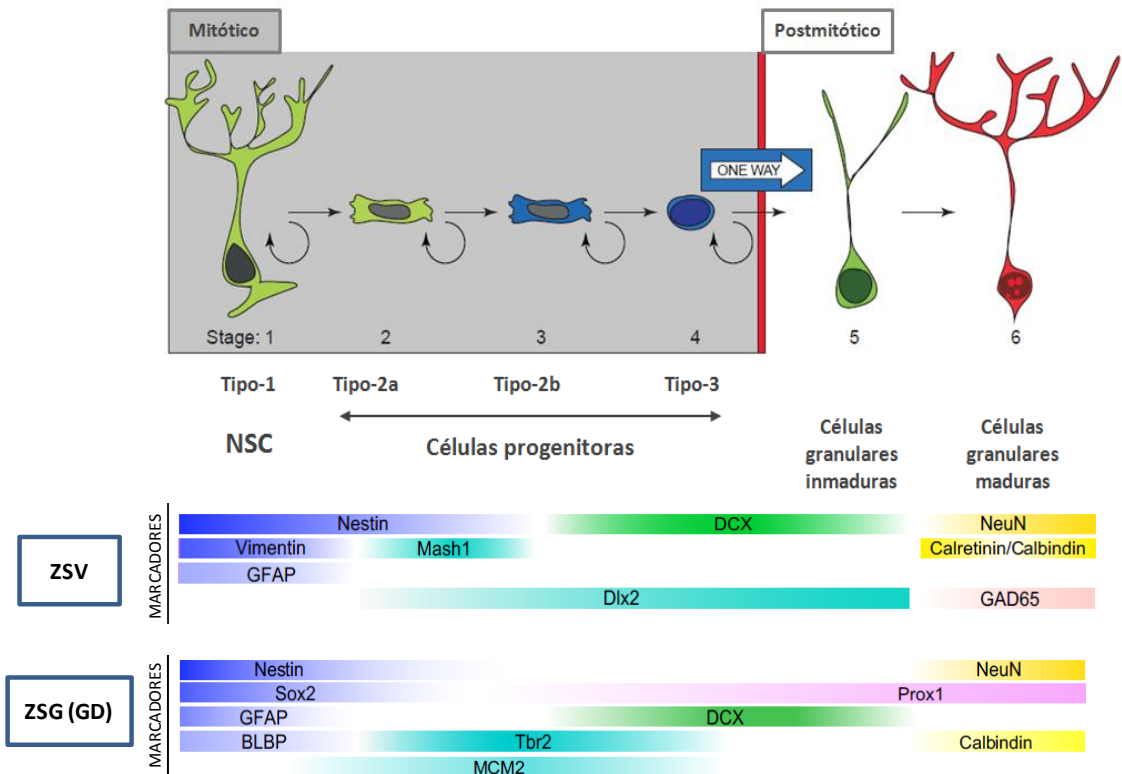 Mitótico
Postmitótico
ONE WAY
Stage: 1
2
3
4
5
6
Tipo-1
Tipo-2a
Tipo-2b
Tipo-3
NSC
Células progenitoras
Células
granulares
inmaduras
Células
granulares
maduras
ZSV
MARCADORES
Nestin
DCX
NeuN
Vimentin
Mash1
Calretinin/Calbindin
GFAP
Dlx2
GAD65
ZSG (GD)
MARCADORES
Nestin
NeuN
Sox2
Prox1
GFAP
DCX
BLBP
Tbr2
Calbindin
MCM2